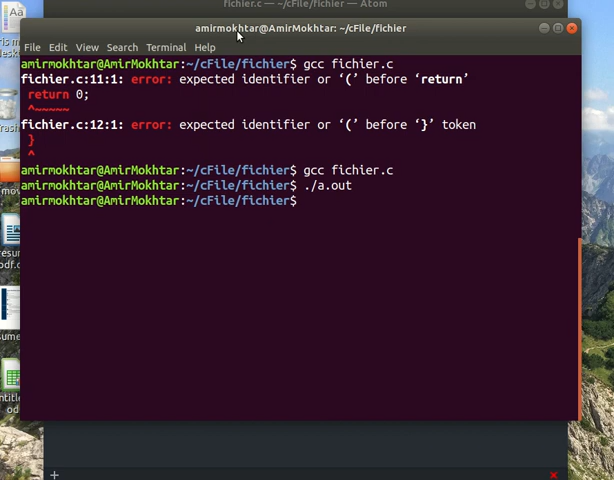 fichier.c — ~/cFile/fichier — Atom
amirmokhtar@AmirMokhtar: ~/cFile/fichier
File Edit View Search Terminal Help
amirmokhtar@AmirMokhtar:~/cFile/fichier$ gcc fichier.c
fichier.c:11:1: error: expected identifier or ‘(’ before ‘return’
return 0;
^~~~~~
fichier.c:12:1: error: expected identifier or ‘(’ before ‘}’ token
}
^
amirmokhtar@AmirMokhtar:~/cFile/fichier$ gcc fichier.c
amirmokhtar@AmirMokhtar:~/cFile/fichier$ ./a.out
amirmokhtar@AmirMokhtar:~/cFile/fichier$